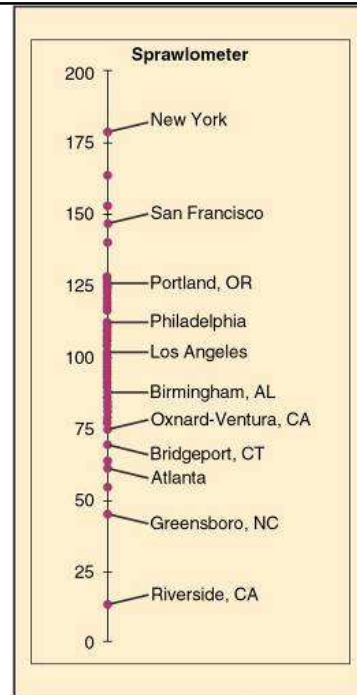 Sprawlometer
200
New York
175
San Francisco
150
Portland, OR
125
Philadelphia
Los Angeles
100
Birmingham, AL
Oxnard-Ventura, CA
75
Bridgeport, CT
Atlanta
50
Greensboro, NC
25
Riverside, CA
0